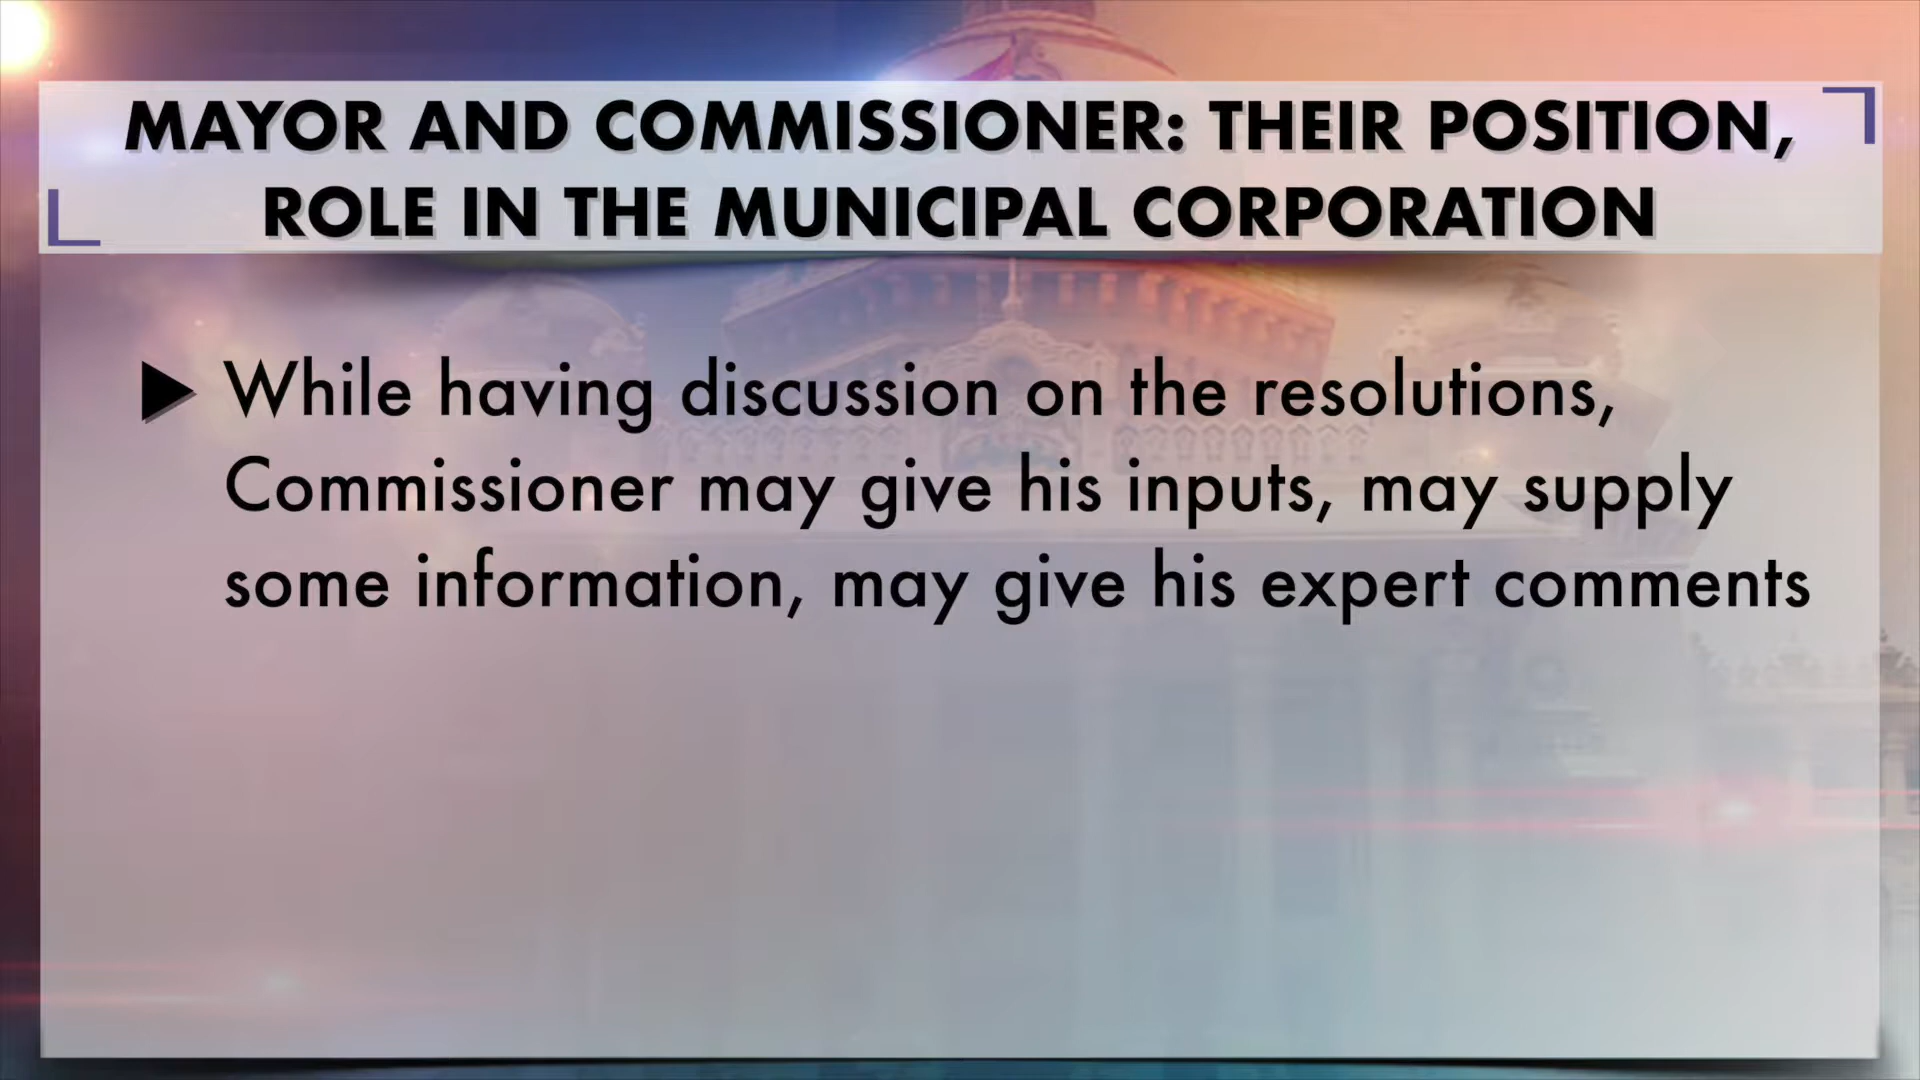 MAYOR AND COMMISSIONER: THEIR POSITION,
ROLE IN THE MUNICIPAL CORPORATION
While having discussion on the resolutions,
Commissioner may give his inputs, may supply
some information, may give his expert comments